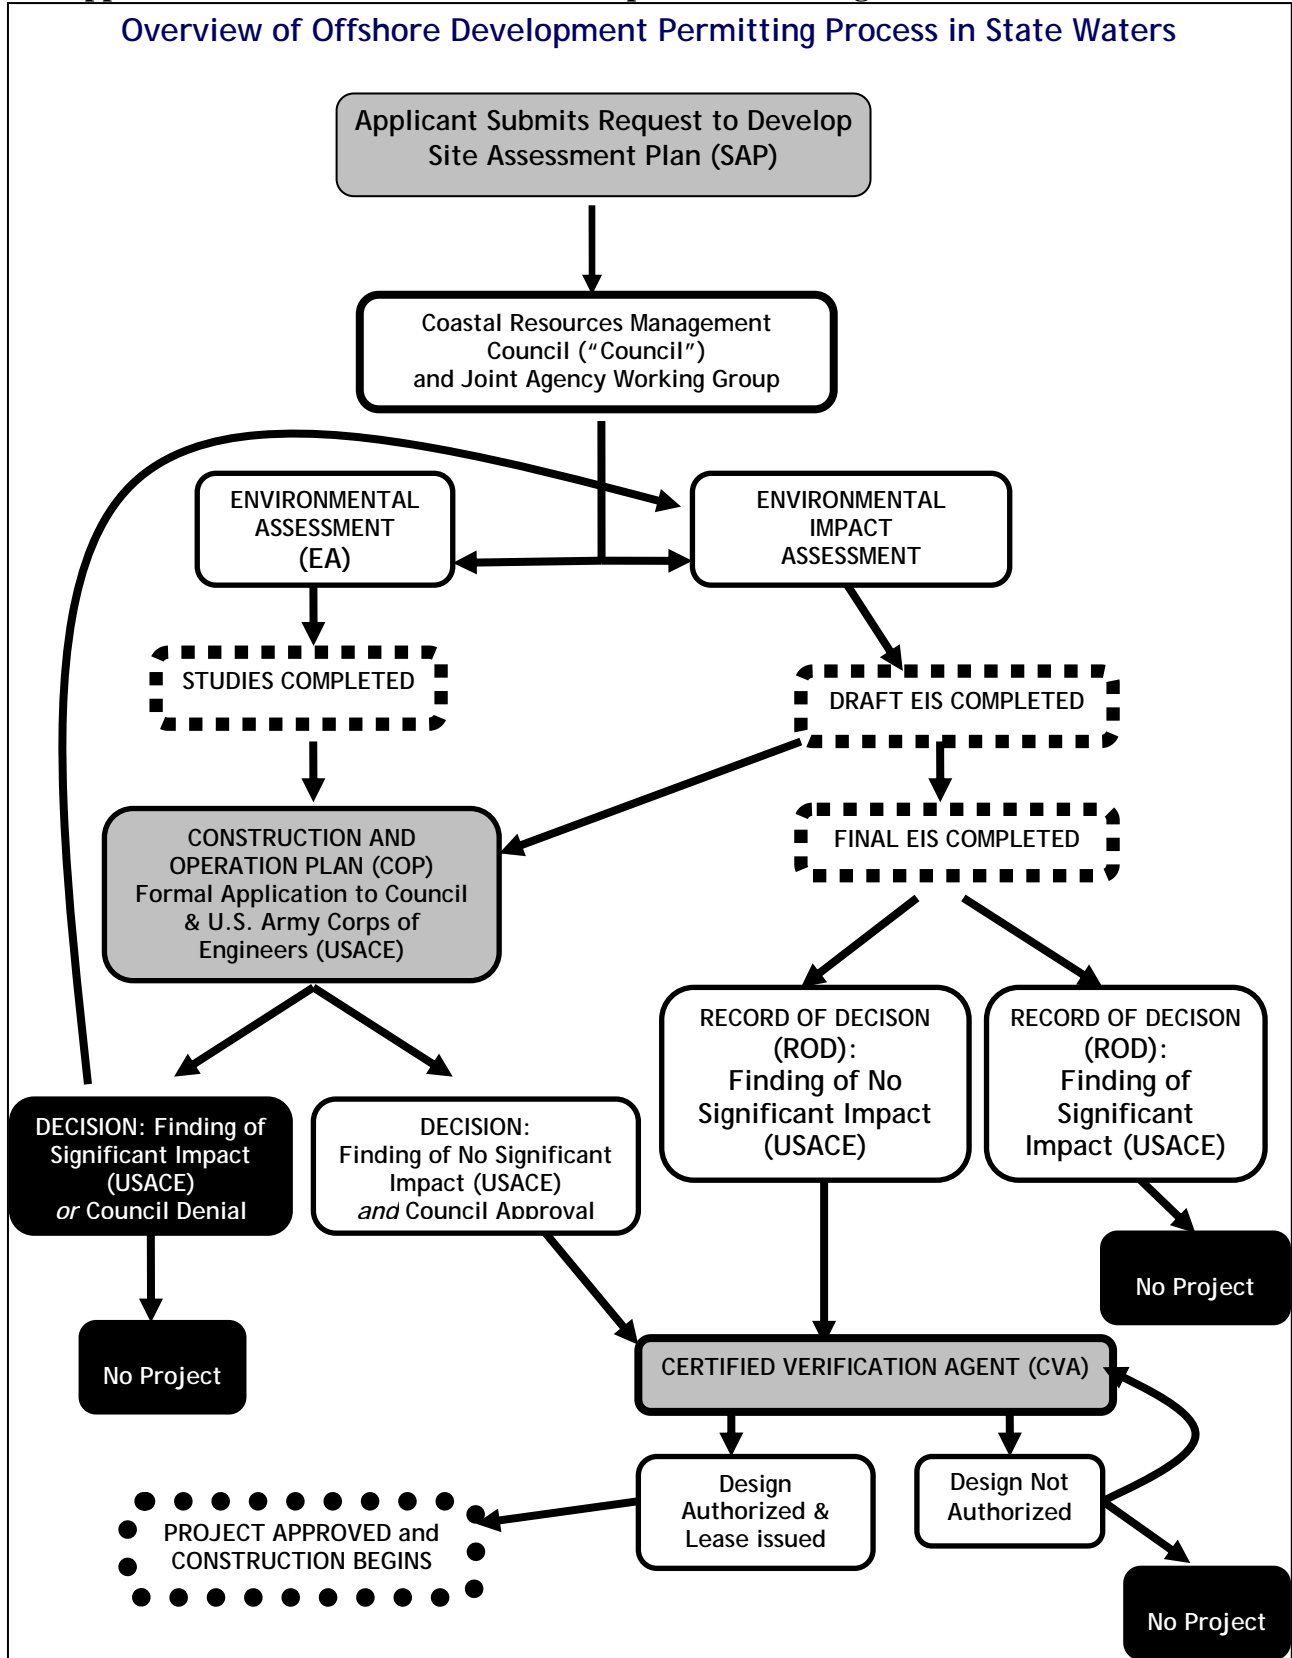 Overview of Offshore Development Permitting Process in State Waters
Applicant Submits Request to Develop
Site Assessment Plan (SAP)
Coastal Resources Management
Council (“Council”)
and Joint Agency Working Group
ENVIRONMENTAL
ASSESSMENT
(EA)
ENVIRONMENTAL
IMPACT
ASSESSMENT
STUDIES COMPLETED
DRAFT EIS COMPLETED
CONSTRUCTION AND
OPERATION PLAN (COP)
Formal Application to Council
& U.S. Army Corps of
Engineers (USACE)
FINAL EIS COMPLETED
RECORD OF DECISON
(ROD):
Finding of No
Significant Impact
(USACE)
RECORD OF DECISON
(ROD):
Finding of
Significant
Impact (USACE)
DECISION: Finding of
Significant Impact
(USACE)
or Council Denial
DECISION:
Finding of No Significant
Impact (USACE)
and Council Approval
No Project
No Project
CERTIFIED VERIFICATION AGENT (CVA)
Design
Authorized &
Lease issued
Design Not
Authorized
PROJECT APPROVED and
CONSTRUCTION BEGINS
No Project